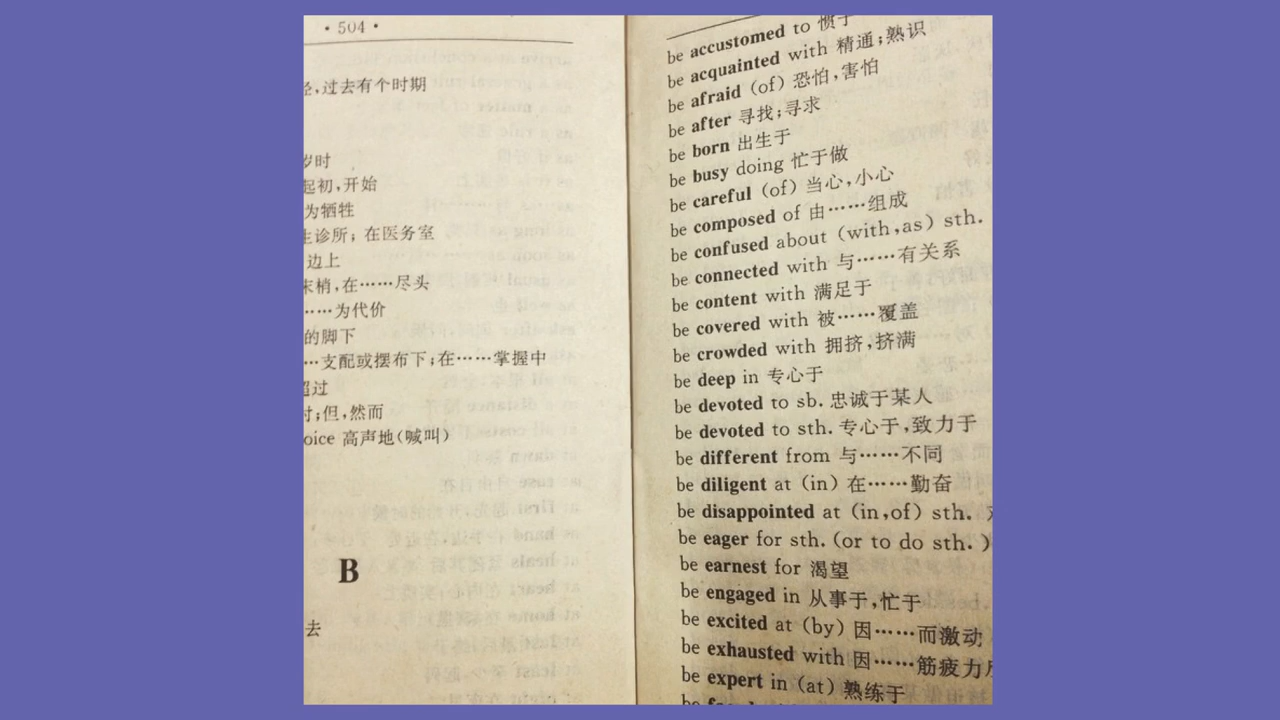 • 504 •
,过去有个时期
岁时
起初,开始
为牺牲
诊所; 在医务室
边上
末梢,在……尽头
……为代价
的脚下
…支配或摆布下;在……掌握中
超过
时;但,然而
oice 高声地(喊叫)
B
去
be accustomed to 惯于
be acquainted with 精通;熟识
be afraid (of) 恐怕,害怕
be after 寻找;寻求
be born 出生于
be busy doing 忙于做
be careful (of) 当心,小心
be composed of 由……组成
be confused about (with,as) sth.
be connected with 与……有关系
be content with 满足于
be covered with 被……覆盖
be crowded with 拥挤,挤满
be deep in 专心于
be devoted to sb. 忠诚于某人
be devoted to sth. 专心于,致力于
be different from 与……不同
be diligent at (in) 在……勤奋
be disappointed at (in,of) sth.
be eager for sth. (or to do sth. )
be earnest for 渴望
be engaged in 从事于,忙于
be excited at (by) 因……而激动
be exhausted with 因……筋疲力
be expert in (at) 熟练于